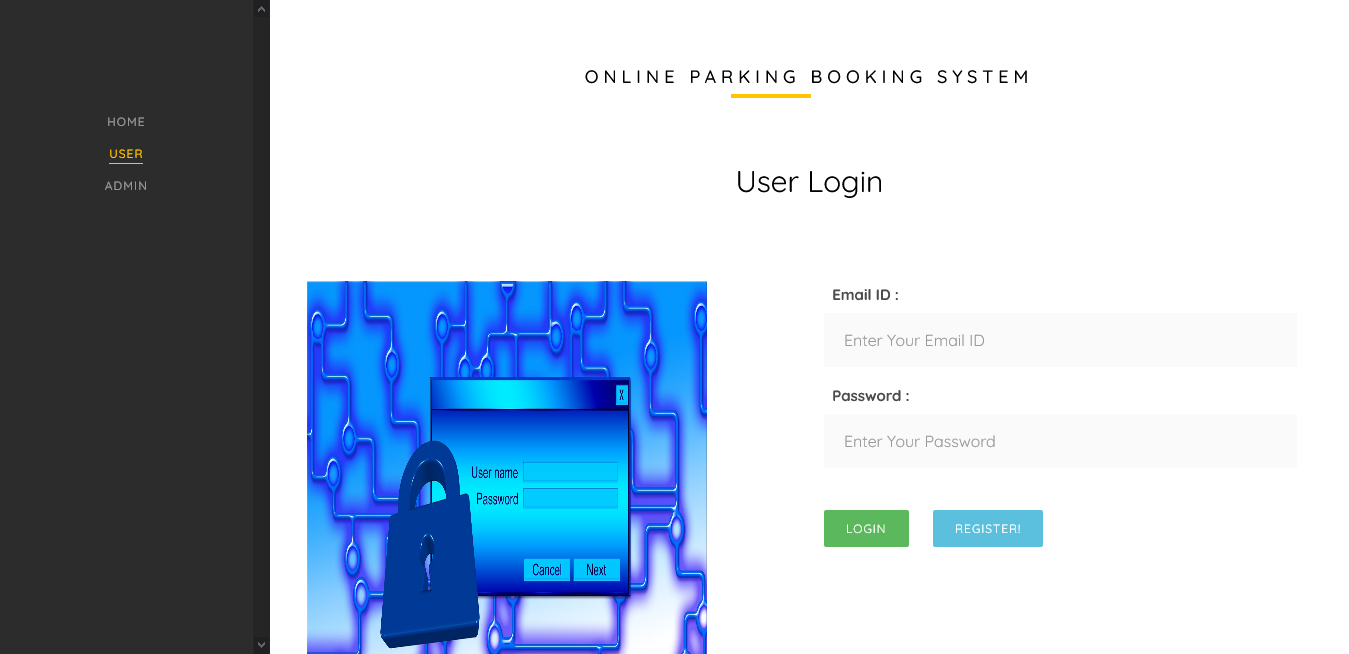 HOME
USER
ADMIN
ONLINE PARKING BOOKING SYSTEM
User Login
Email ID :
Enter Your Email ID
Password :
Enter Your Password
LOGIN REGISTER!
X
User name
Password
Cancel Next